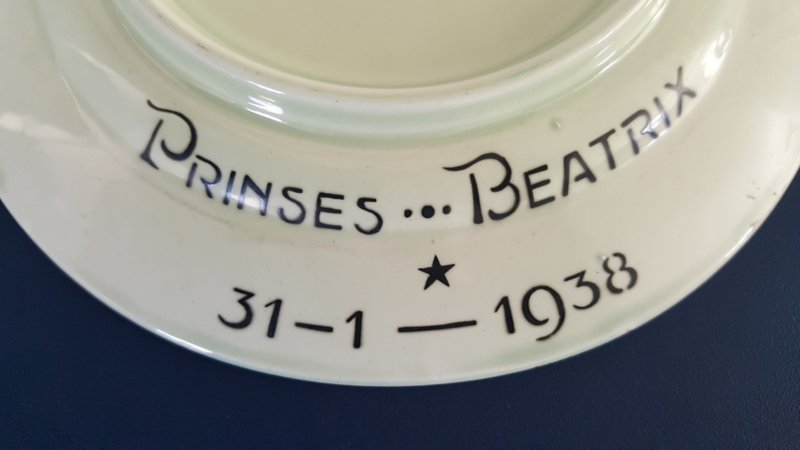 PRINSES ... BEATRIX
★
31-1 — 1938